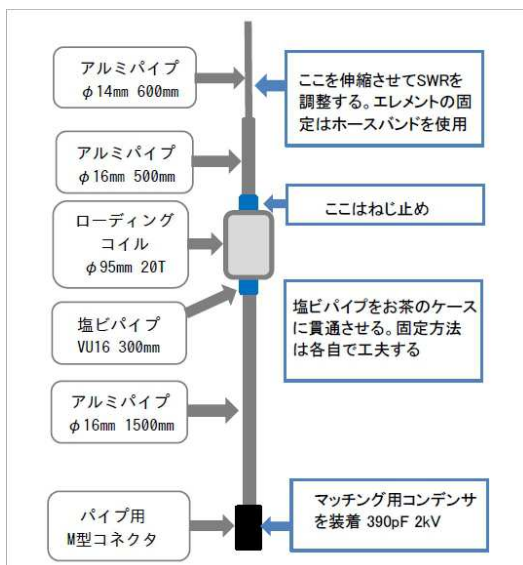 アルミパイプ
φ14mm 600mm
ここを伸縮させてSWRを
調整する。エレメントの固
定はホースバンドを使用
アルミパイプ
φ16mm 500mm
ここはねじ止め
ローディング
コイル
φ95mm 20T
塩ビパイプをお茶のケース
に貫通させる。固定方法
は各自で工夫する
塩ビパイプ
VU16 300mm
アルミパイプ
φ16mm 1500mm
マッチング用コンデンサ
を装着 390pF 2kV
パイプ用
M型コネクタ